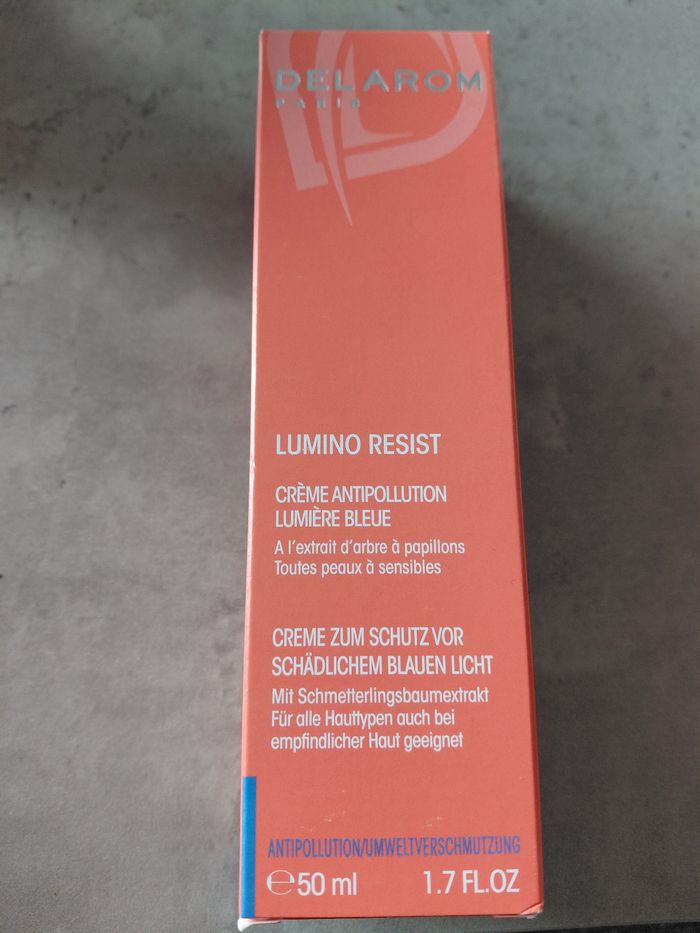 DELAROM
PARIS
LUMINO RESIST
CRÈME ANTIPOLLUTION
LUMIÈRE BLEUE
A l'extrait d'arbre à papillons
Toutes peaux à sensibles
CREME ZUM SCHUTZ VOR
SCHÄDLICHEM BLAUEN LICHT
Mit Schmetterlingsbaumextrakt
Für alle Hauttypen auch bei
empfindlicher Haut geeignet
ANTIPOLLUTION/UMWELTVERSCHMUTZUNG
℮50 ml 1.7 FL.OZ